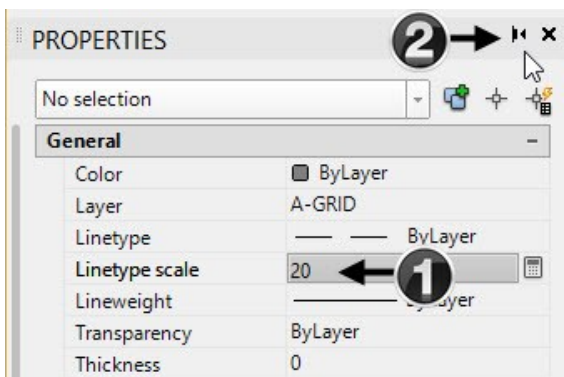 PROPERTIES 2
No selection
General
Color ByLayer
Layer A-GRID
Linetype ByLayer
Linetype scale 20 1
Lineweight ByLayer
Transparency ByLayer
Thickness 0